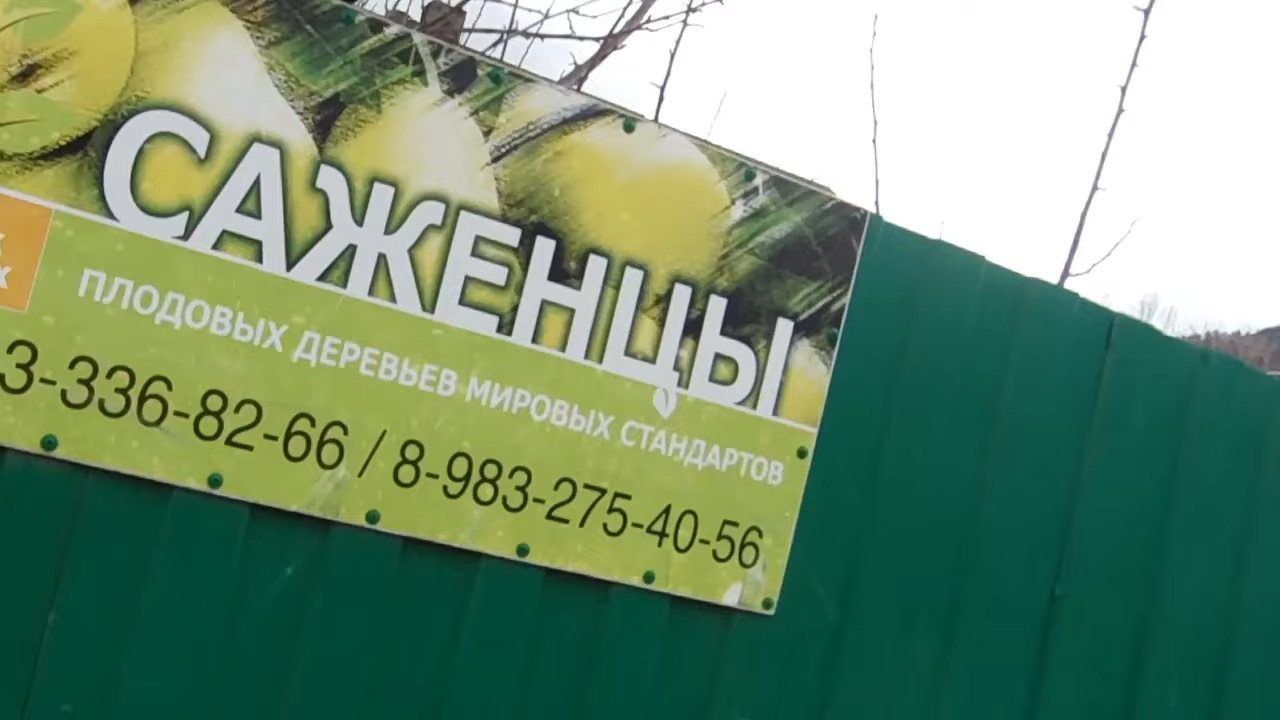 САЖЕНЦЫ
ПЛОДОВЫХ ДЕРЕВЬЕВ МИРОВЫХ СТАНДАРТОВ
3-336-82-66 / 8-983-275-40-56